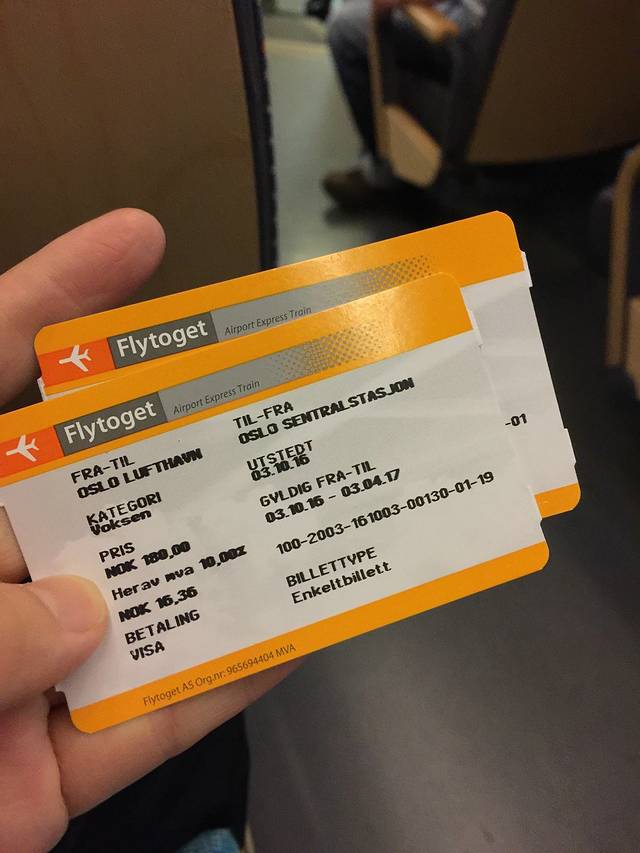 Flytoget Airport Express Train
-01
Flytoget Airport Express Train
FRA-TIL
OSLO LUFTHAVN
TIL-FRA
OSLO SENTRALSTASJON
KATEGORI
Voksen
UTSTEDT
03.10.16
PRIS
NOK 180,00
GYLDIG FRA-TIL
03.10.16 - 03.04.17
Herav mva 10,00%
NOK 16,36
100-2003-161003-00130-01-19
BETALING
VISA
BILLETTYPE
Enkeltbillett
Flytoget AS Org.nr: 965694404 MVA